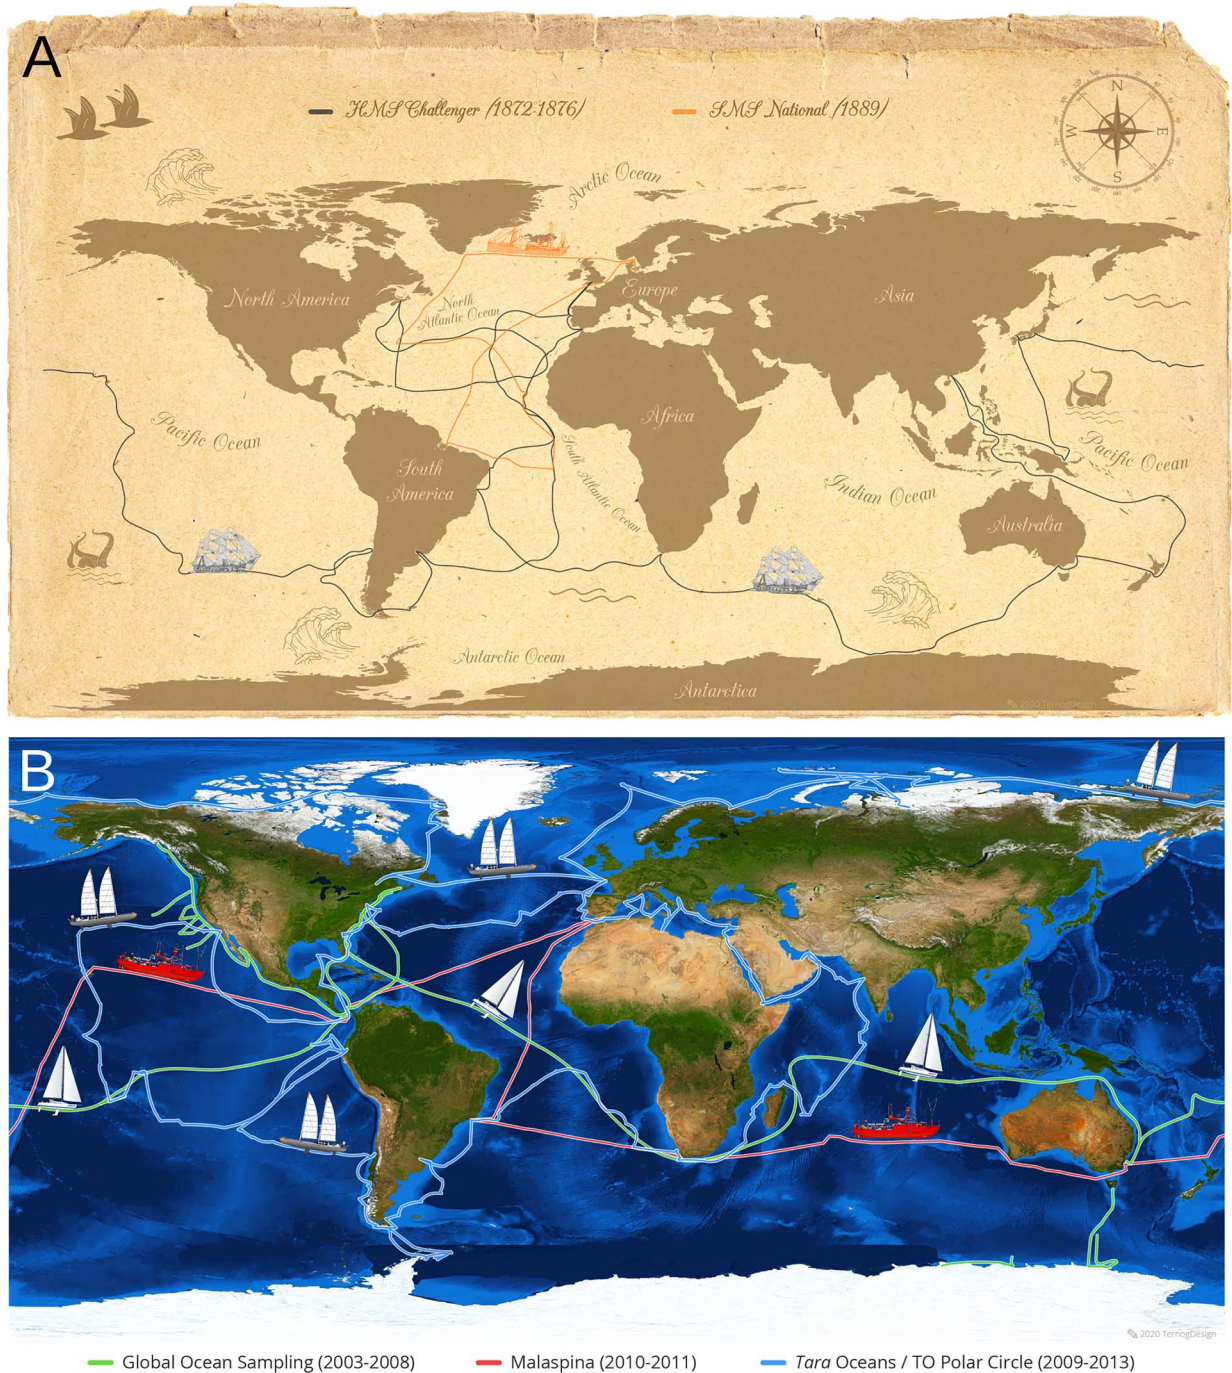 A
HMS Challenger (1872-1876)
SMS National (1889)
N
W
E
S
Arctic Ocean
North America
North
Atlantic Ocean
Europe
Asia
Pacific Ocean
Africa
South
America
South Atlantic Ocean
Indian Ocean
Pacific Ocean
Australia
Antarctic Ocean
Antarctica
© 2020 TernogDesign
B
2020 TernogDesign
Global Ocean Sampling (2003-2008)
Malaspina (2010-2011)
Tara Oceans / TO Polar Circle (2009-2013)